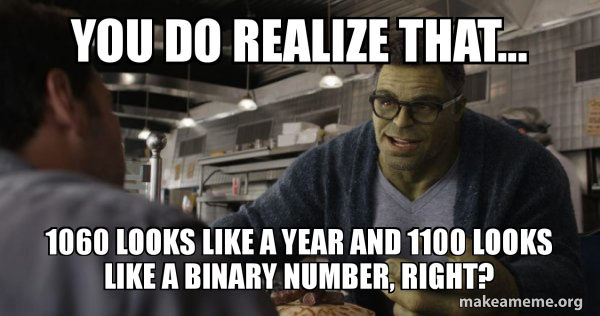 YOU DO REALIZE THAT...
1060 LOOKS LIKE A YEAR AND 1100 LOOKS
LIKE A BINARY NUMBER, RIGHT?
makeameme.org